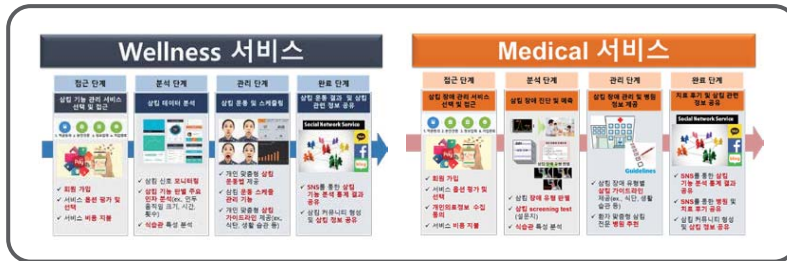 Wellness 서비스
접근 단계
삼킴 기능 관리 서비스
선택 및 접근
✓ 회원 가입
✓ 서비스 옵션 평가 및
선택
✓ 서비스 비용 지불
분석 단계
삼킴 데이터 분석
✓ 삼킴 신호 모니터링
✓ 삼킴 기능 판별 주요
인자 분석(ex., 인두
움직임 크기, 시간,
횟수)
✓ 식습관 특성 분석
관리 단계
삼킴 운동 및 스케쥴링
✓ 개인 맞춤형 삼킴
운동법 제공
✓ 삼킴 운동 스케쥴
관리 기능
✓ 개인 맞춤형 삼킴
가이드라인 제공(ex.,
식단, 생활 습관 등)
완료 단계
삼킴 운동 결과 및 삼킴
관련 정보 공유
Social Network Service
✓ SNS를 통한 삼킴
기능 분석 통계 결과
공유
✓ 삼킴 커뮤니티 형성
및 삼킴 정보 공유
Medical 서비스
접근 단계
삼킴 장애 관리 서비스
선택 및 접근
✓ 회원 가입
✓ 서비스 옵션 평가 및
선택
✓ 개인의료정보 수집
동의
✓ 서비스 비용 지불
분석 단계
삼킴 장애 진단 및 예측
✓ 삼킴 장애 유형 판별
✓ 삼킴 screening text
(설문지)
✓ 식습관 특성 분석
관리 단계
삼킴 장애 관리 및 병원
정보 제공
Guidelines
✓ 삼킴 장애 유형별
삼킴 가이드라인
제공(ex., 식단, 생활
습관 등)
✓ 환자 맞춤형 삼킴
전문 병원 추천
완료 단계
치료 후기 및 삼킴 관련
정보 공유
Social Network Service
✓ SNS를 통한 삼킴
기능 분석 통계 결과
공유
✓ SNS를 통한 병원 및
치료 후기 공유
✓ 삼킴 커뮤니티 형성
및 삼킴 정보 공유